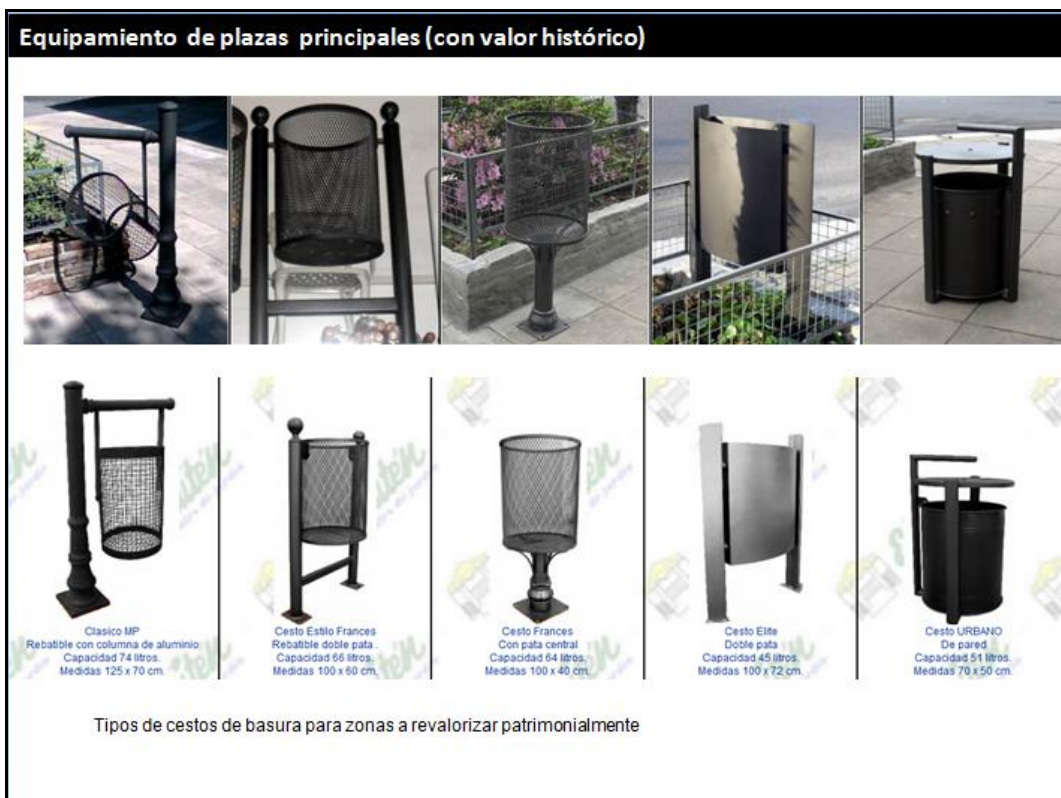 Equipamiento de plazas principales (con valor histórico)
Clasico MP
Rebatible con columna de aluminio
Capacidad 74 litros.
Medidas 125 x 70 cm.
Cesto Estilo Frances
Rebatible doble pata .
Capacidad 66 litros.
Medidas 100 x 60 cm.
Cesto Frances
Con pata central
Capacidad 64 litros.
Medidas 100 x 40 cm.
Cesto Elite
Doble pata
Capacidad 45 litros.
Medidas 100 x 72 cm.
Cesto URBANO
De pared
Capacidad 51 litros.
Medidas 70 x 50 cm.
Tipos de cestos de basura para zonas a revalorizar patrimonialmente